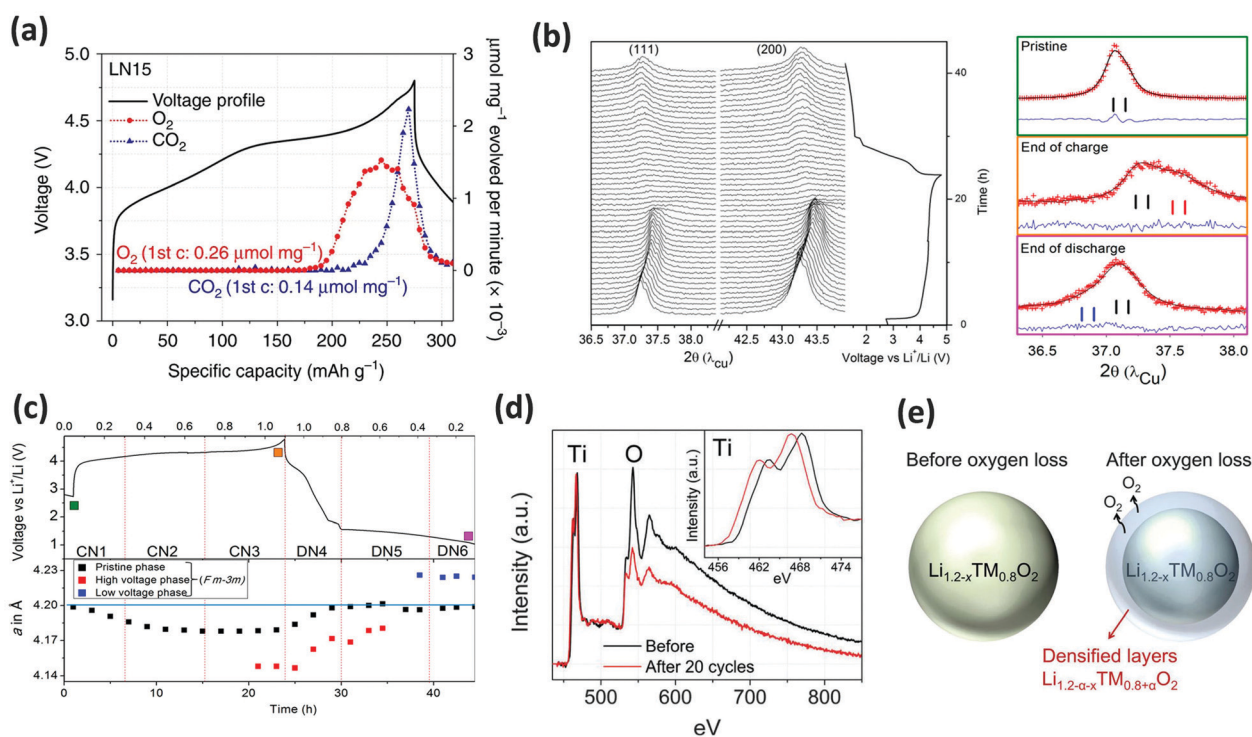 (a)
LN15
Voltage profile
O₂
CO₂
O₂ (1st c: 0.26 μmol mg⁻¹)
CO₂ (1st c: 0.14 μmol mg⁻¹)
5.0
4.5
4.0
3.5
3.0
Voltage (V)
3
2
1
0
μmol mg⁻¹ evolved per minute (× 10⁻³)
0 50 100 150 200 250 300
Specific capacity (mAh g⁻¹)
(b)
(111) (200)
36.5 37.0 37.5 38.0 42.5 43.0 43.5
2θ (λcu)
1 2 3 4 5
Voltage vs Li⁺/Li (V)
40
20
0
Time (h)
Pristine
End of charge
End of discharge
36.5 37.0 37.5 38.0
2θ (λCu)
(c)
0.0 0.2 0.4 0.6 0.8 1.0 1.0 0.8 0.6 0.4 0.2
4
3
2
1
Voltage vs Li⁺/Li (V)
CN1 CN2 CN3 DN4 DN5 DN6
Pristine phase
High voltage phase
Low voltage phase
(F m-3m)
4.23
4.20
4.17
4.14
a in Å
0 10 20 30 40
Time (h)
(d)
Ti O
Ti
Intensity (a.u.)
456 462 468 474
eV
Before
After 20 cycles
Intensity (a.u.)
500 600 700 800
eV
(e)
Before oxygen loss After oxygen loss
O₂ O₂
Li₁.₂₋ₓTM₀.₈O₂ Li₁.₂₋ₓTM₀.₈O₂
Densified layers
Li₁.₂₋α₋ₓTM₀.₈₊αO₂